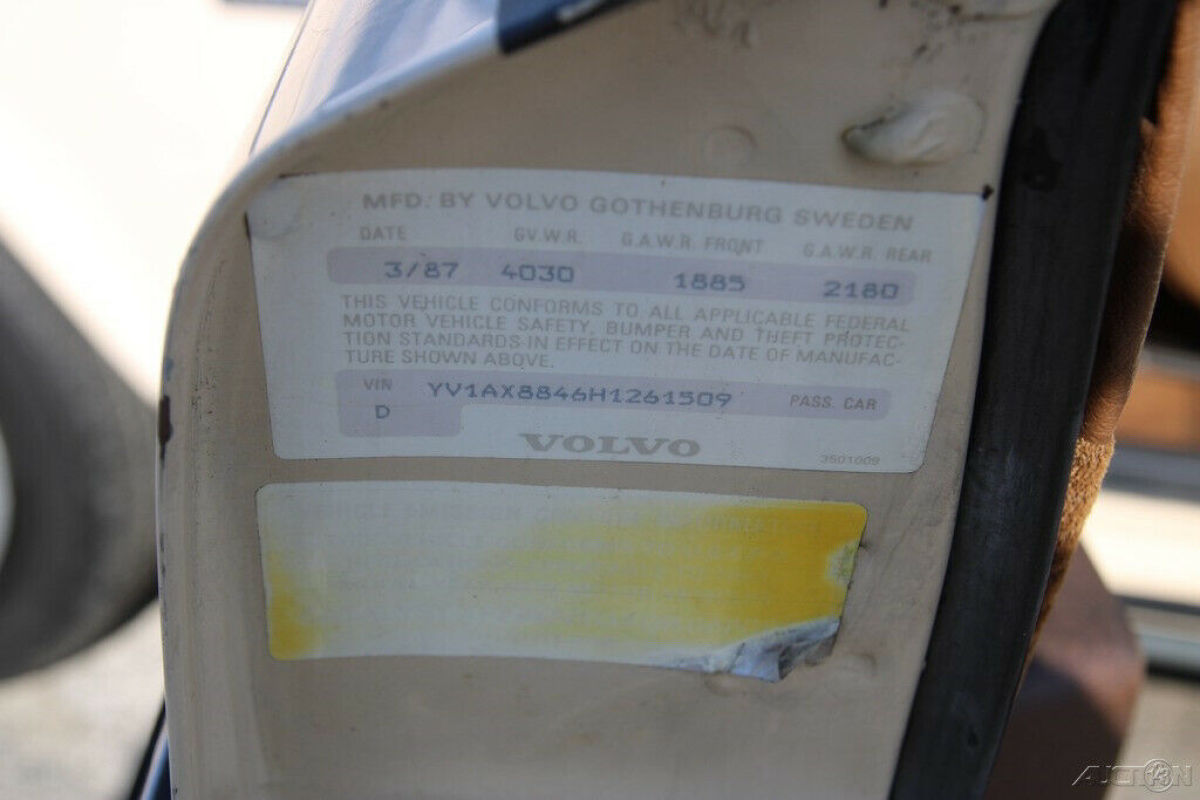 MFD. BY VOLVO GOTHENBURG SWEDEN
DATE G.V.W.R. G.A.W.R. FRONT G.A.W.R. REAR
3/87 4030 1885 2180
THIS VEHICLE CONFORMS TO ALL APPLICABLE FEDERAL
MOTOR VEHICLE SAFETY, BUMPER AND THEFT PROTEC-
TION STANDARDS IN EFFECT ON THE DATE OF MANUFAC-
TURE SHOWN ABOVE.
VIN YV1AX8846H1261509 PASS. CAR
D
VOLVO
3501009
AUCTION